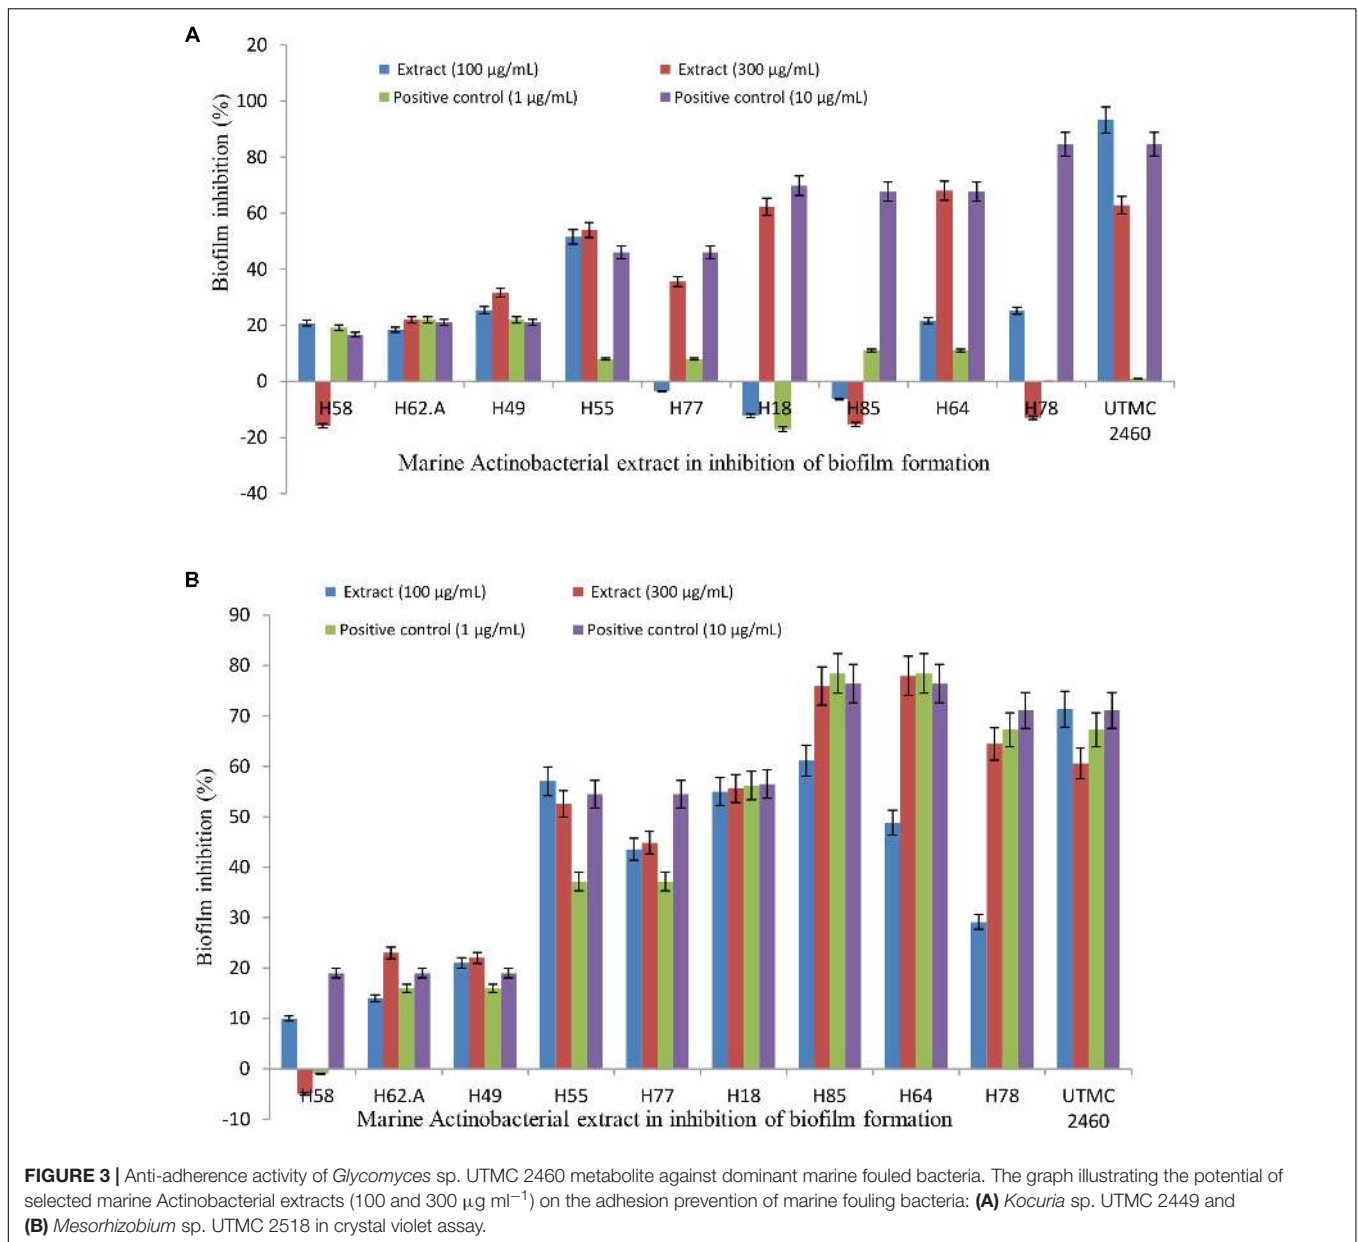 A
Extract (100 µg/mL) Extract (300 µg/mL)
Positive control (1 µg/mL) Positive control (10 µg/mL)
Biofilm inhibition (%)
20
100
80
60
40
20
0
-20
-40
H58 H62.A H49 H55 H77 H18 H85 H64 H78 UTMC
2460
Marine Actinobacterial extract in inhibition of biofilm formation
B
Extract (100 µg/mL) Extract (300 µg/mL)
Positive control (1 µg/mL) Positive control (10 µg/mL)
Biofilm inhibition (%)
90
80
70
60
50
40
30
20
10
0
-10
H58 H62.A H49 H55 H77 H18 H85 H64 H78 UTMC
2460
Marine Actinobacterial extract in inhibition of biofilm formation
FIGURE 3 | Anti-adherence activity of Glycomyces sp. UTMC 2460 metabolite against dominant marine fouled bacteria. The graph illustrating the potential of
selected marine Actinobacterial extracts (100 and 300 µg ml⁻¹) on the adhesion prevention of marine fouling bacteria: (A) Kocuria sp. UTMC 2449 and
(B) Mesorhizobium sp. UTMC 2518 in crystal violet assay.